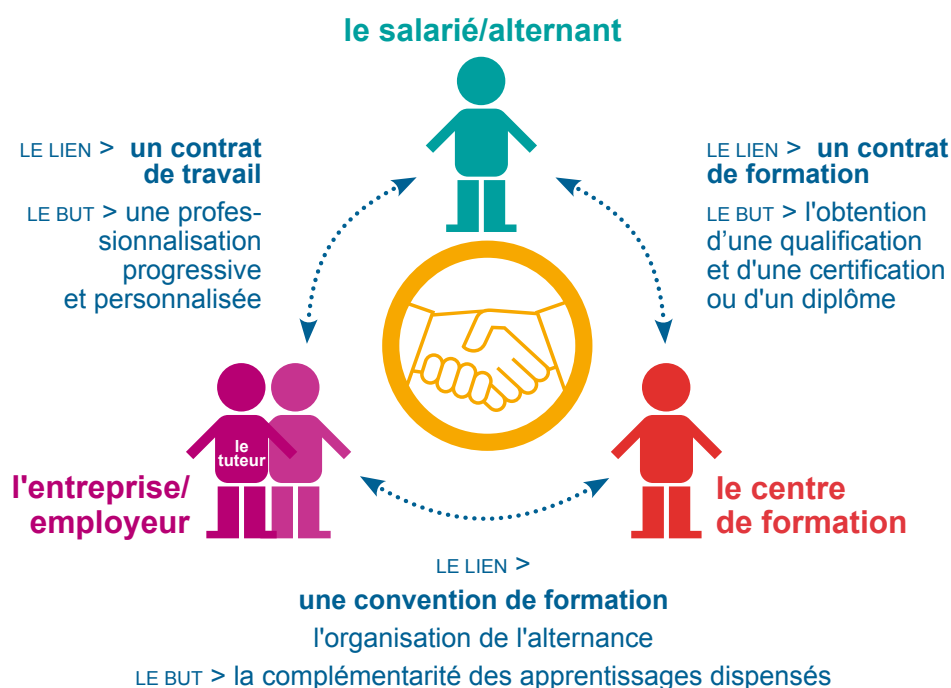 le salarié/alternant
LE LIEN > un contrat
de travail
LE BUT > une profes-
sionnalisation
progressive
et personnalisée
LE LIEN > un contrat
de formation
LE BUT > l'obtention
d’une qualification
et d'une certification
ou d'un diplôme
le
tuteur
l'entreprise/
employeur
le centre
de formation
LE LIEN >
une convention de formation
l'organisation de l'alternance
LE BUT > la complémentarité des apprentissages dispensés